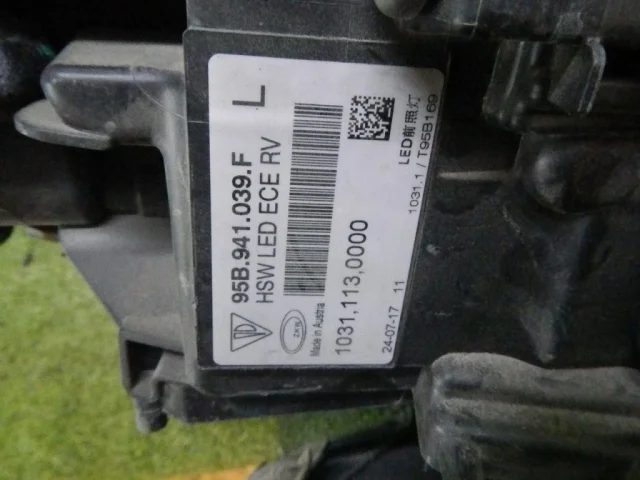 95B.941.039.F L
HSW LED ECE RV
ZKW
Made in Austria
1031,113,0000
LED前照灯
1031.1 / T95B169
24-07-17 11